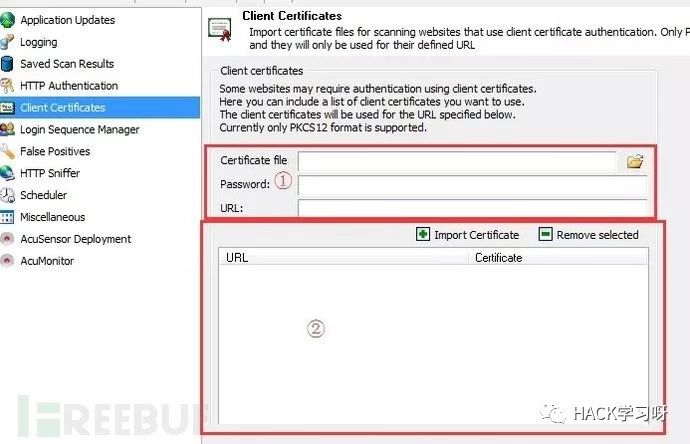 Application Updates
Logging
Saved Scan Results
HTTP Authentication
Client Certificates
Login Sequence Manager
False Positives
HTTP Sniffer
Scheduler
Miscellaneous
AcuSensor Deployment
AcuMonitor
Client Certificates
Import certificate files for scanning websites that use client certificate authentication. Only P
and they will only be used for their defined URL
Client certificates
Some websites may require authentication using client certificates.
Here you can include a list of client certificates you want to use.
The client certificates will be used for the URL specified below.
Currently only PKCS12 format is supported.
Certificate file
Password: ①
URL:
Import Certificate Remove selected
URL Certificate
②
FREEBUF
HACK学习呀